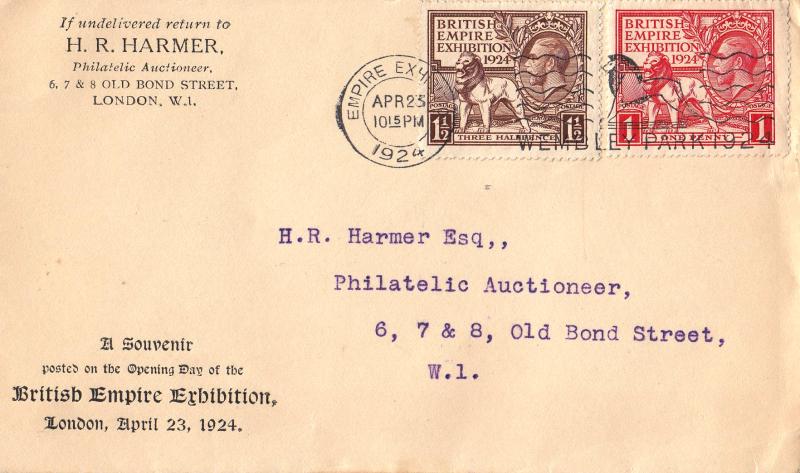 If undelivered return to
H. R. HARMER,
Philatelic Auctioneer,
6, 7 & 8 OLD BOND STREET,
LONDON, W.1.
EMPIRE EXH
APR 23
10 15 PM
1924
BRITISH
EMPIRE
EXHIBITION
1924
POSTAGE
1½
THREE HALFPENCE
1½
BRITISH
EMPIRE
EXHIBITION
1924
1
ONE PENNY
1
WEMBLEY PARK 1924
H.R. Harmer Esq,,
Philatelic Auctioneer,
6, 7 & 8, Old Bond Street,
W.1.
A Souvenir
posted on the Opening Day of the
British Empire Exhibition,
London, April 23, 1924.